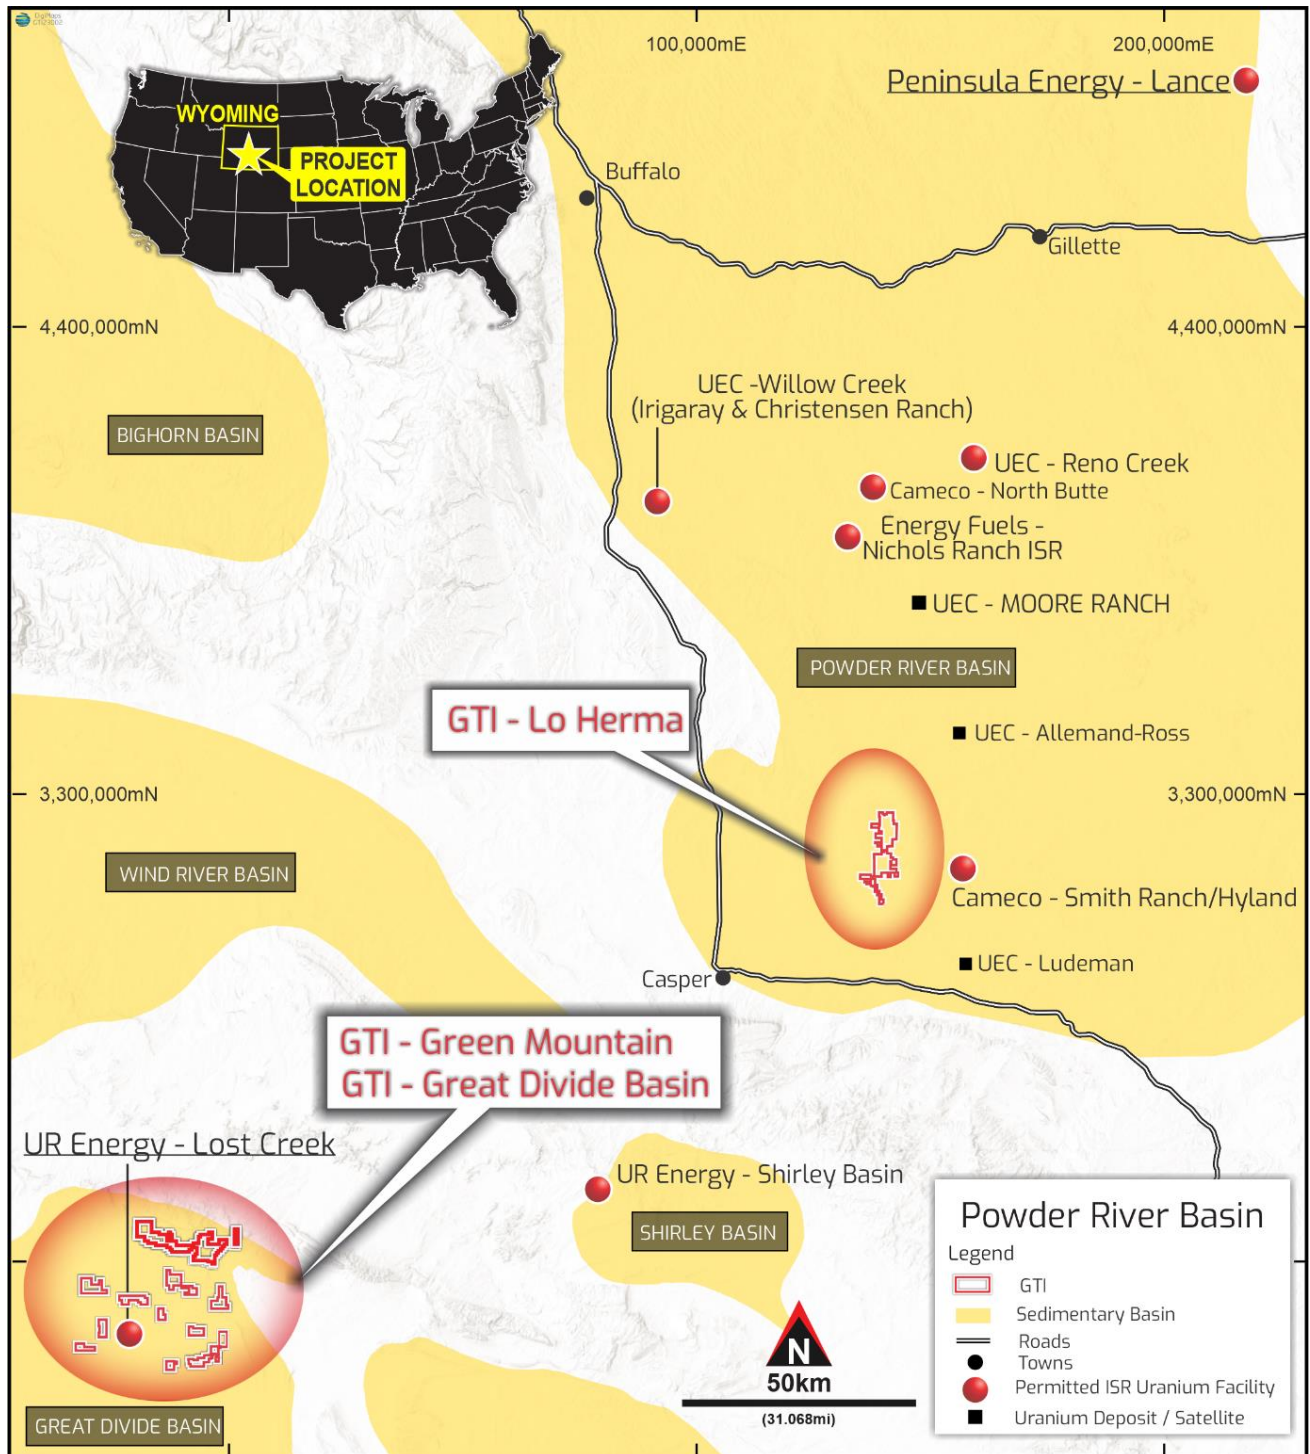 DigMaps
GTI23002
100,000mE
200,000mE
Peninsula Energy - Lance
WYOMING
PROJECT
LOCATION
Buffalo
Gillette
4,400,000mN
4,400,000mN
UEC -Willow Creek
(Irigaray & Christensen Ranch)
BIGHORN BASIN
UEC - Reno Creek
Cameco - North Butte
Energy Fuels -
Nichols Ranch ISR
UEC - MOORE RANCH
POWDER RIVER BASIN
GTI - Lo Herma
UEC - Allemand-Ross
3,300,000mN
3,300,000mN
WIND RIVER BASIN
Cameco - Smith Ranch/Hyland
UEC - Ludeman
Casper
GTI - Green Mountain
GTI - Great Divide Basin
UR Energy - Lost Creek
UR Energy - Shirley Basin
SHIRLEY BASIN
GREAT DIVIDE BASIN
N
50km
(31.068mi)
Powder River Basin
Legend
GTI
Sedimentary Basin
Roads
Towns
Permitted ISR Uranium Facility
Uranium Deposit / Satellite